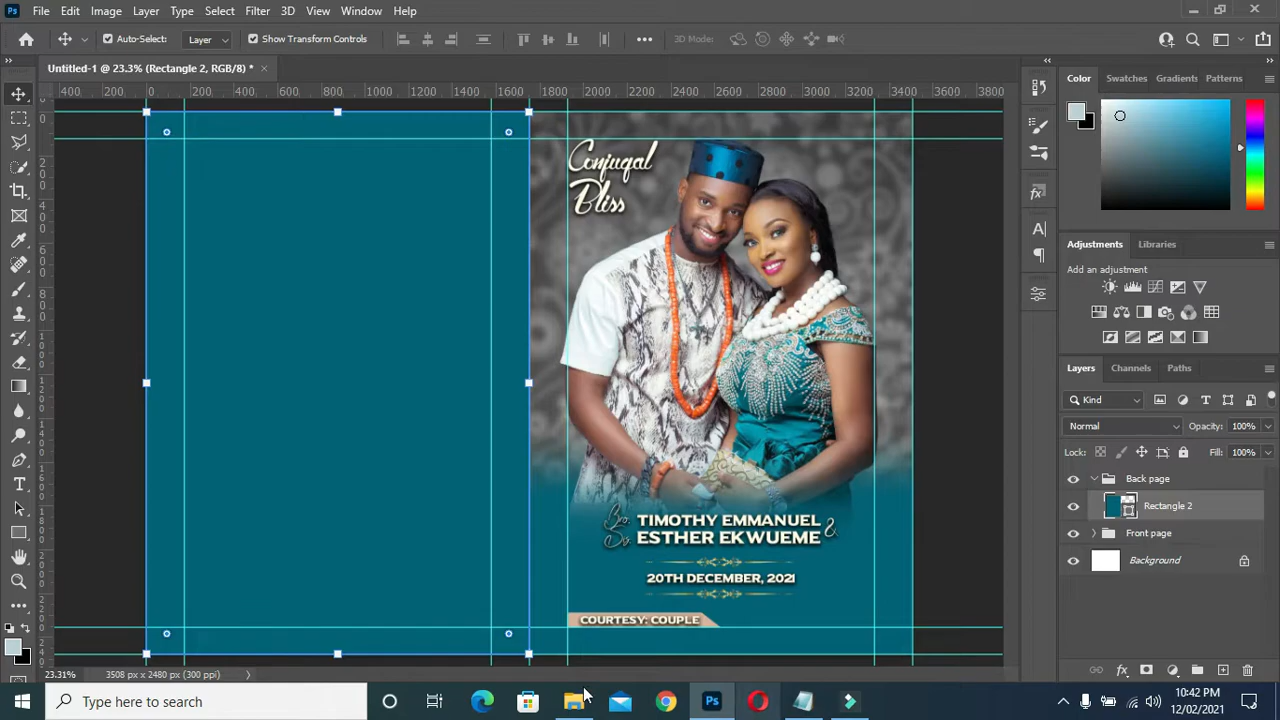 Ps File Edit Image Layer Type Select Filter 3D View Window Help
Auto-Select: Layer Show Transform Controls 3D Mode:
Untitled-1 @ 23.3% (Rectangle 2, RGB/8) *
400 200 0 200 400 600 800 1000 1200 1400 1600 1800 2000 2200 2400 2600 2800 3000 3200 3400 3600 3800
Color Swatches Gradients Patterns
Conjugal
Bliss
Adjustments Libraries
Add an adjustment
Layers Channels Paths
Kind
Normal Opacity: 100%
Lock: Fill: 100%
Back page
Rectangle 2
Front page
Background
Bro. TIMOTHY EMMANUEL &
Sis. ESTHER EKWUEME
20TH DECEMBER, 2021
COURTESY: COUPLE
23.31% 3508 px x 2480 px (300 ppi)
Type here to search
Ps
10:42 PM
12/02/2021